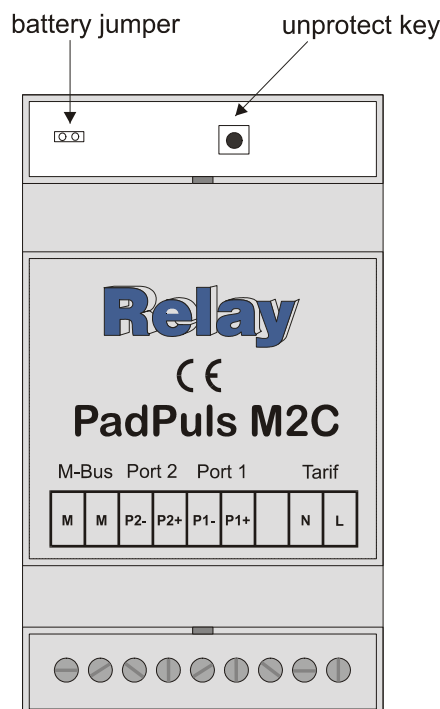 battery jumper unprotect key
Relay
CE
PadPuls M2C
M-Bus Port 2 Port 1 Tarif
M M P2- P2+ P1- P1+ N L